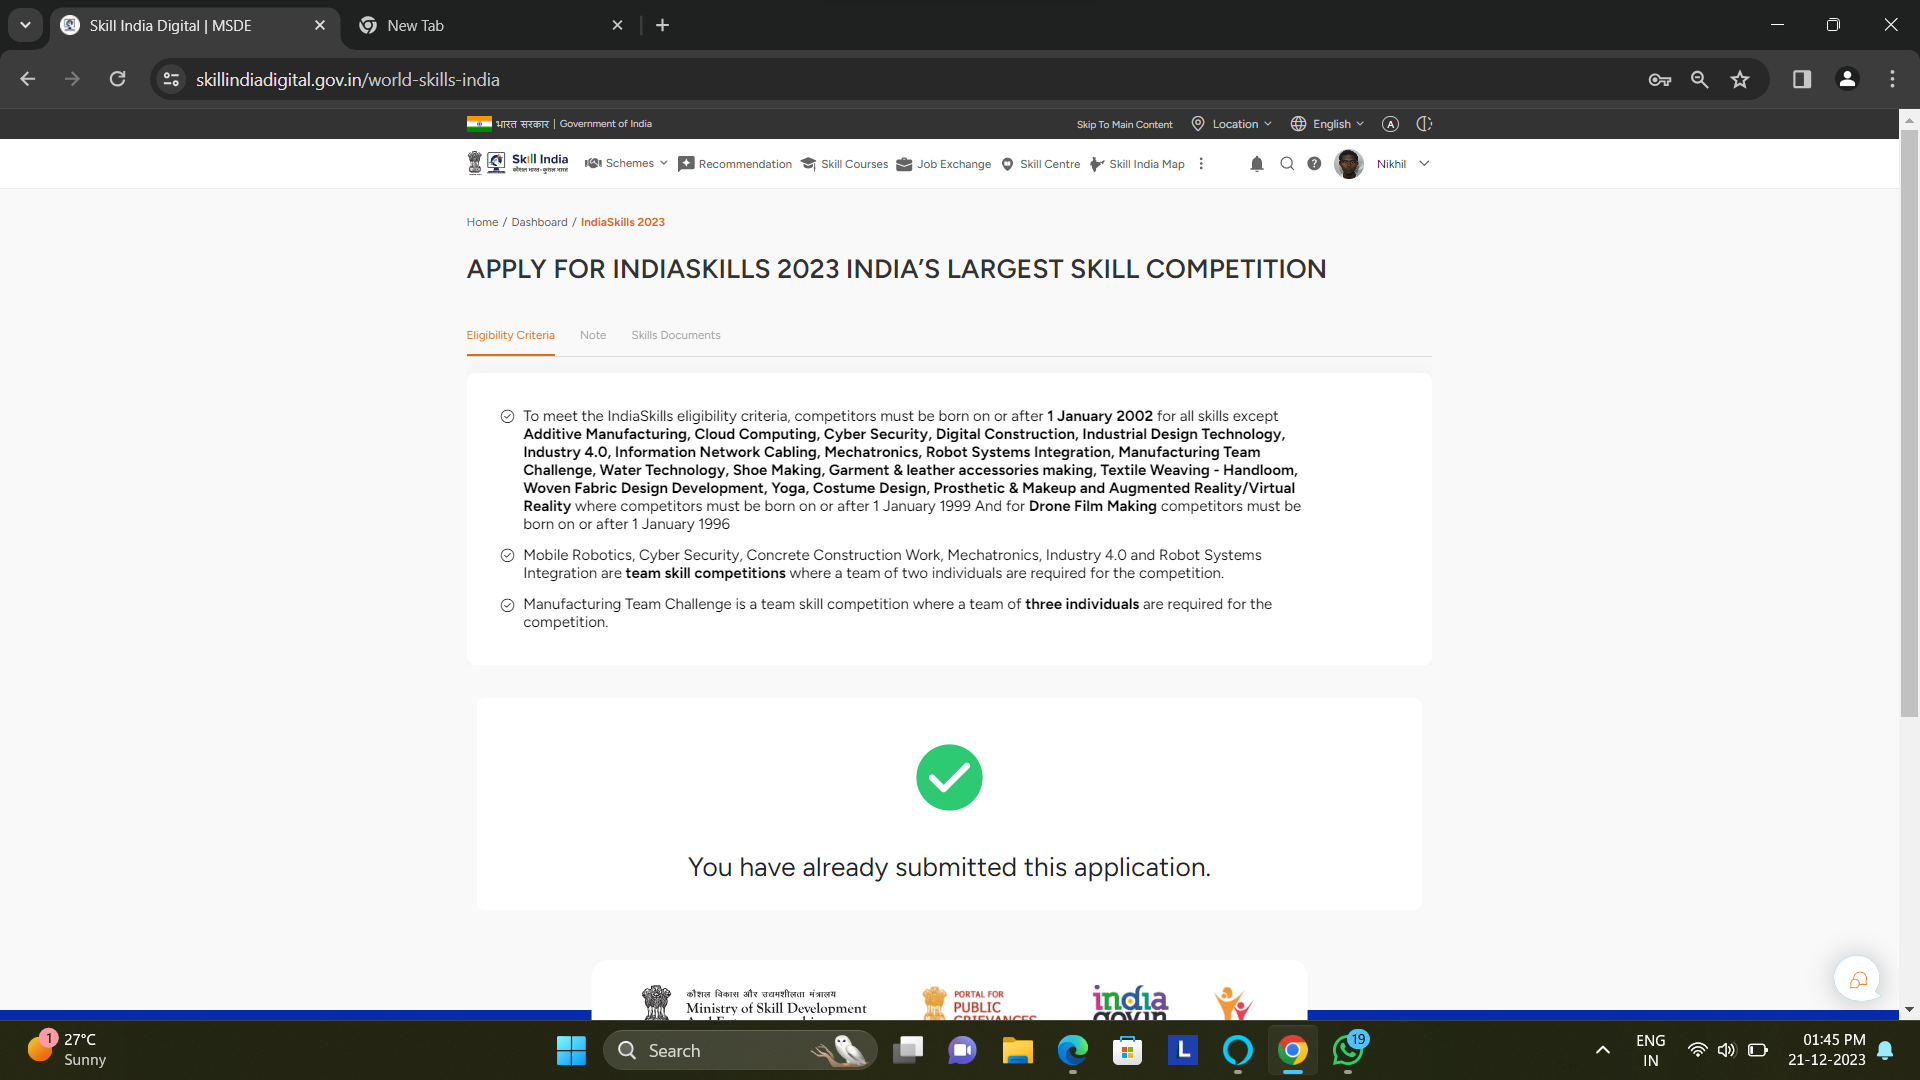 Skill India Digital | MSDE
New Tab
skillindiadigital.gov.in/world-skills-india
भारत सरकार | Government of India
Skip To Main Content
Location
English
A
Skill India
कौशल भारत-कुशल भारत
Schemes
Recommendation
Skill Courses
Job Exchange
Skill Centre
Skill India Map
Nikhil
Home / Dashboard / IndiaSkills 2023
APPLY FOR INDIASKILLS 2023 INDIA’S LARGEST SKILL COMPETITION
Eligibility Criteria
Note
Skills Documents
To meet the IndiaSkills eligibility criteria, competitors must be born on or after 1 January 2002 for all skills except
Additive Manufacturing, Cloud Computing, Cyber Security, Digital Construction, Industrial Design Technology,
Industry 4.0, Information Network Cabling, Mechatronics, Robot Systems Integration, Manufacturing Team
Challenge, Water Technology, Shoe Making, Garment & leather accessories making, Textile Weaving - Handloom,
Woven Fabric Design Development, Yoga, Costume Design, Prosthetic & Makeup and Augmented Reality/Virtual
Reality where competitors must be born on or after 1 January 1999 And for Drone Film Making competitors must be
born on or after 1 January 1996
Mobile Robotics, Cyber Security, Concrete Construction Work, Mechatronics, Industry 4.0 and Robot Systems
Integration are team skill competitions where a team of two individuals are required for the competition.
Manufacturing Team Challenge is a team skill competition where a team of three individuals are required for the
competition.
You have already submitted this application.
कौशल विकास और उद्यमशीलता मंत्रालय
Ministry of Skill Development
PORTAL FOR
PUBLIC
GRIEVANCES
india
gov.in
1
27°C
Sunny
Search
L
19
ENG
IN
01:45 PM
21-12-2023